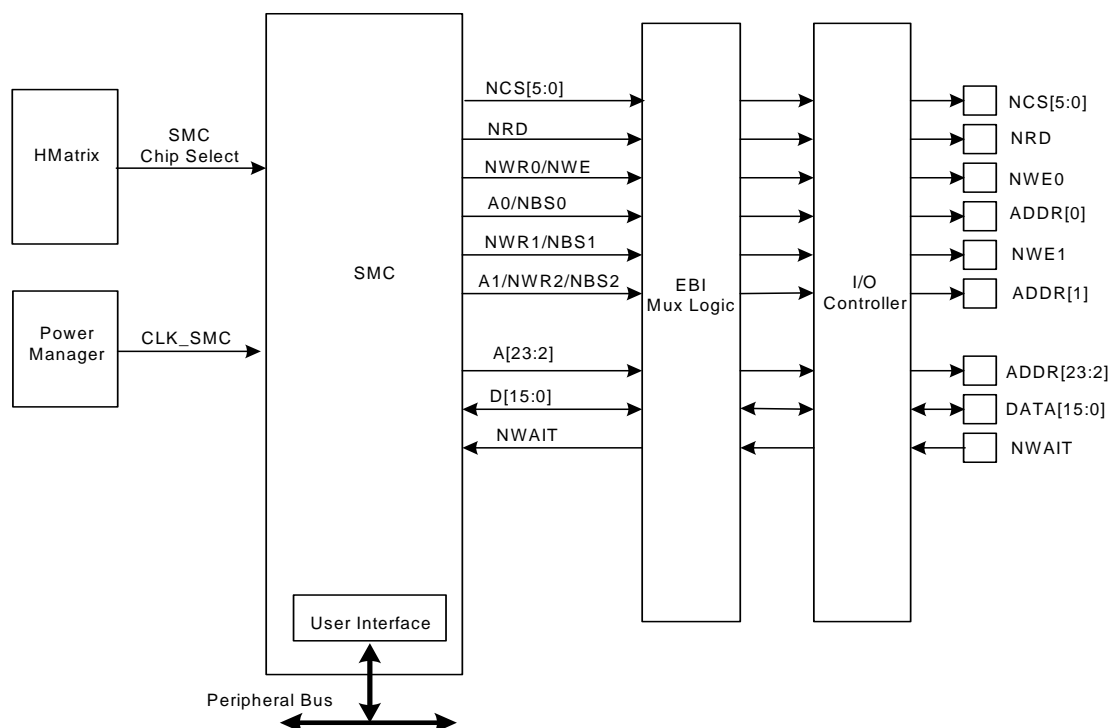 HMatrix
SMC
Chip Select
Power
Manager
CLK_SMC
SMC
User Interface
Peripheral Bus
NCS[5:0]
NRD
NWR0/NWE
A0/NBS0
NWR1/NBS1
A1/NWR2/NBS2
A[23:2]
D[15:0]
NWAIT
EBI
Mux Logic
I/O
Controller
NCS[5:0]
NRD
NWE0
ADDR[0]
NWE1
ADDR[1]
ADDR[23:2]
DATA[15:0]
NWAIT